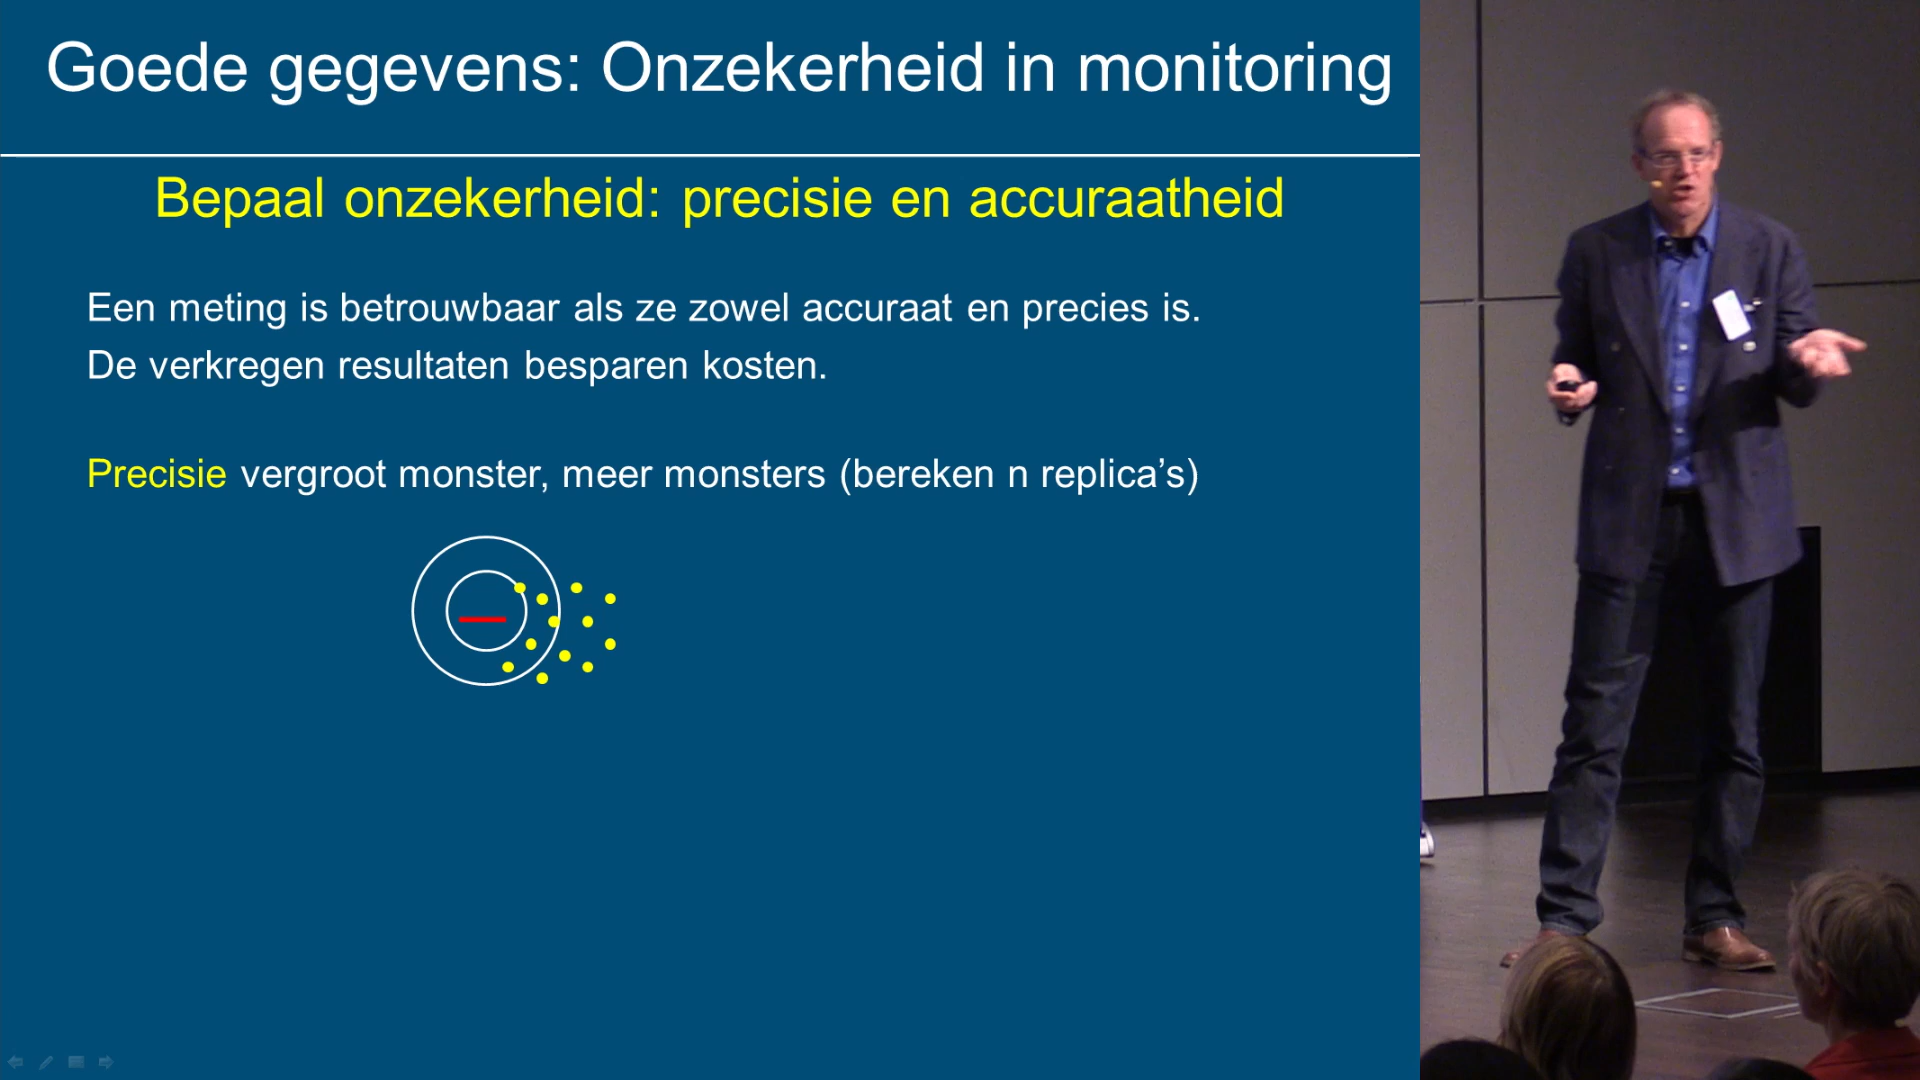 Goede gegevens: Onzekerheid in monitoring
Bepaal onzekerheid: precisie en accuraatheid
Een meting is betrouwbaar als ze zowel accuraat en precies is.
De verkregen resultaten besparen kosten.
Precisie vergroot monster, meer monsters (bereken n replica’s)